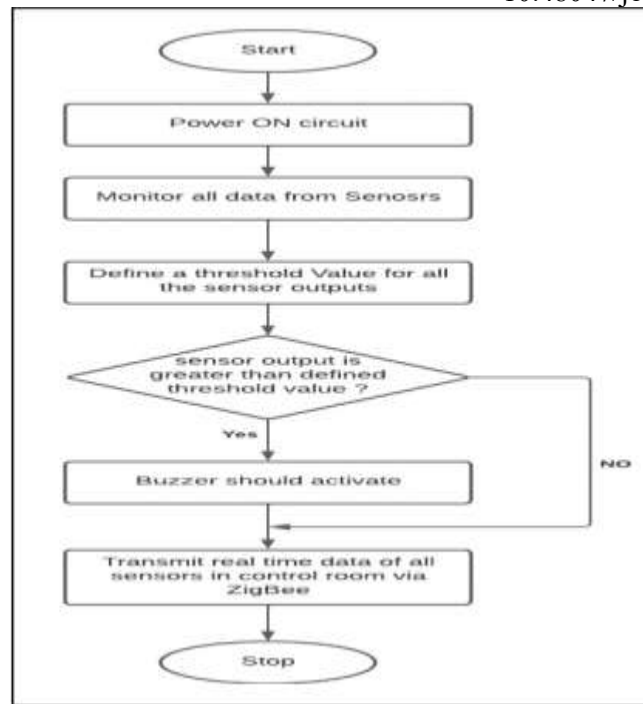 Start
Power ON circuit
Monitor all data from Senosrs
Define a threshold Value for all
the sensor outputs
sensor output is
greater than defined
threshold value ?
Yes
NO
Buzzer should activate
Transmit real time data of all
sensors in control room via
ZigBee
Stop